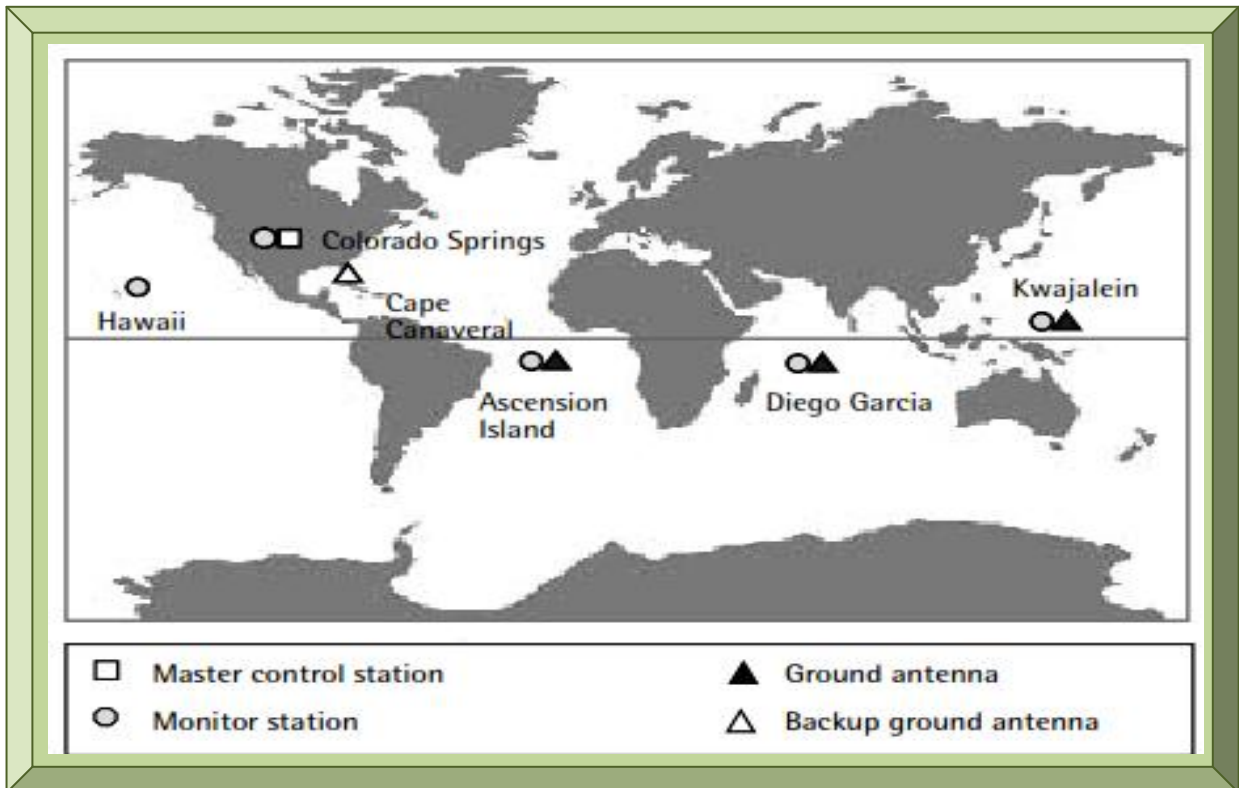 Colorado Springs
Hawaii
Cape
Canaveral
Kwajalein
Ascension
Island
Diego Garcia
Master control station
Ground antenna
Monitor station
Backup ground antenna